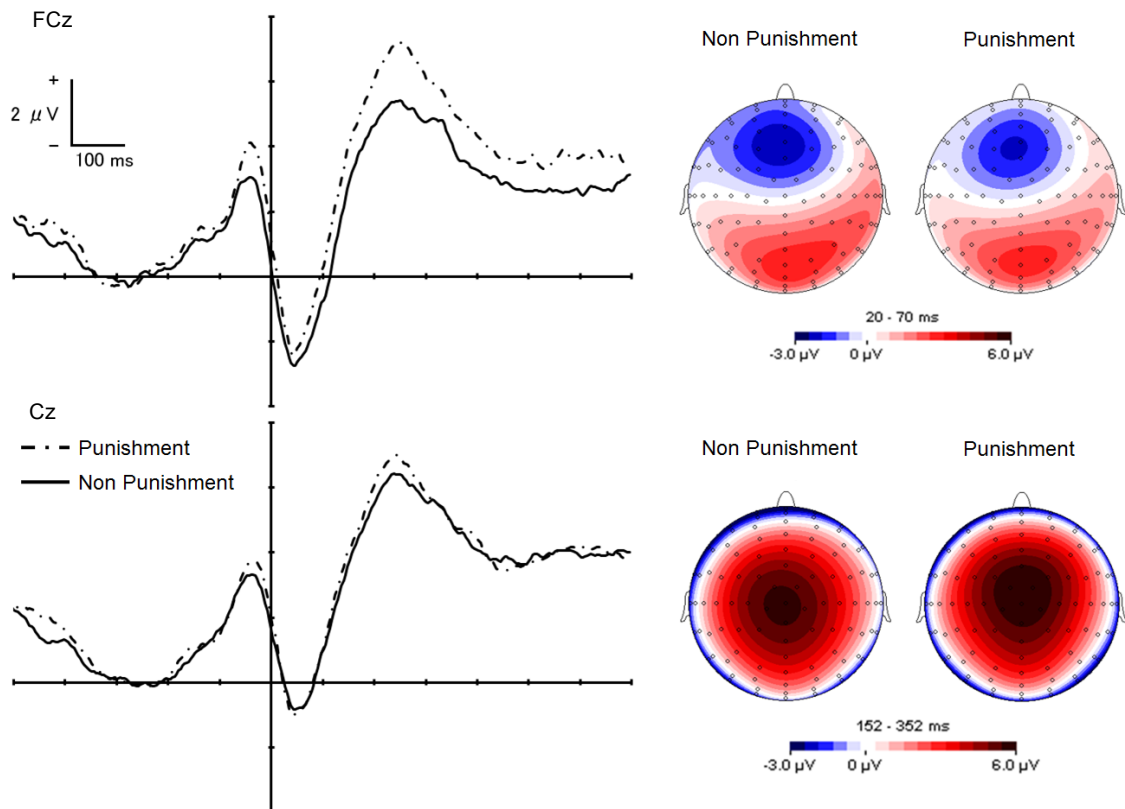 FCz
+
2 μV
−
100 ms
Non Punishment
Punishment
20 - 70 ms
-3.0 µV
0 µV
6.0 µV
Cz
Punishment
Non Punishment
Non Punishment
Punishment
152 - 352 ms
-3.0 µV
0 µV
6.0 µV